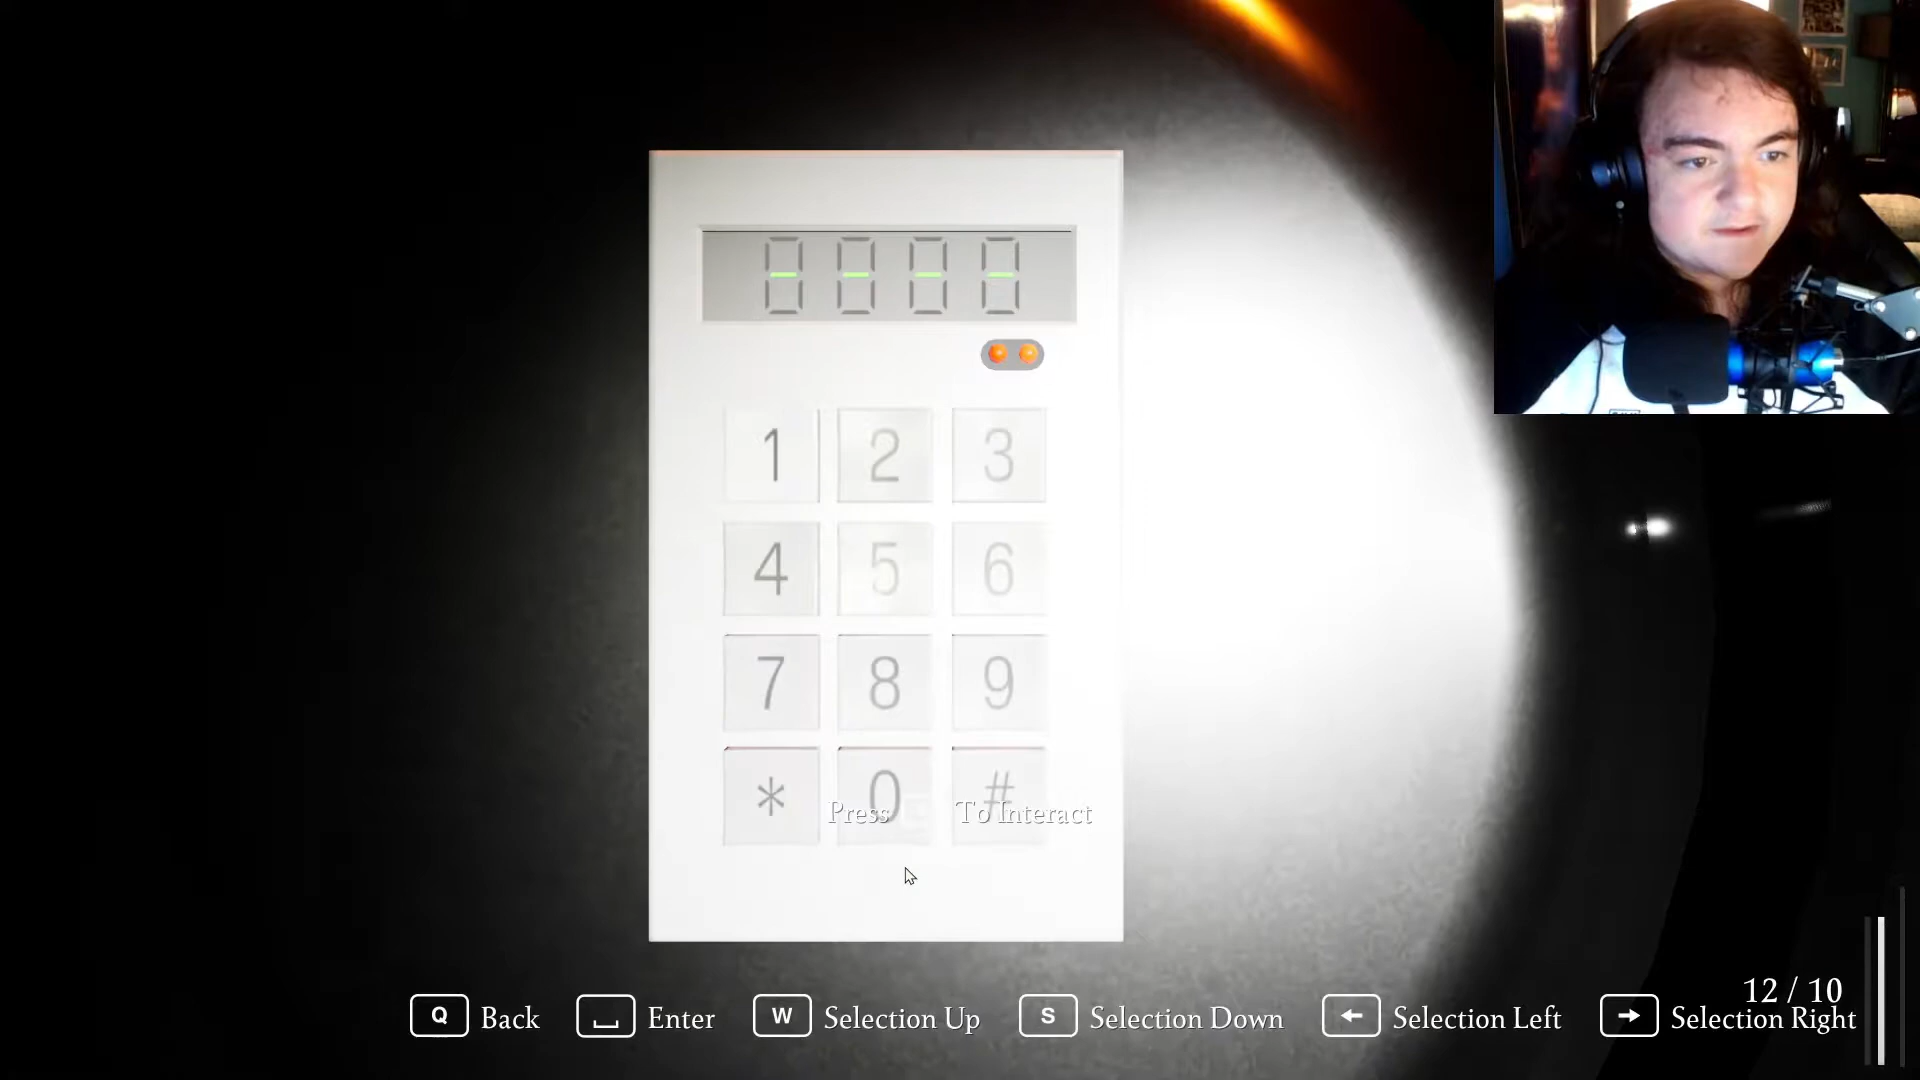 1 2 3
4 5 6
7 8 9
* 0 #
Press To Interact
12 / 10
Q Back Enter W Selection Up S Selection Down ← Selection Left → Selection Right